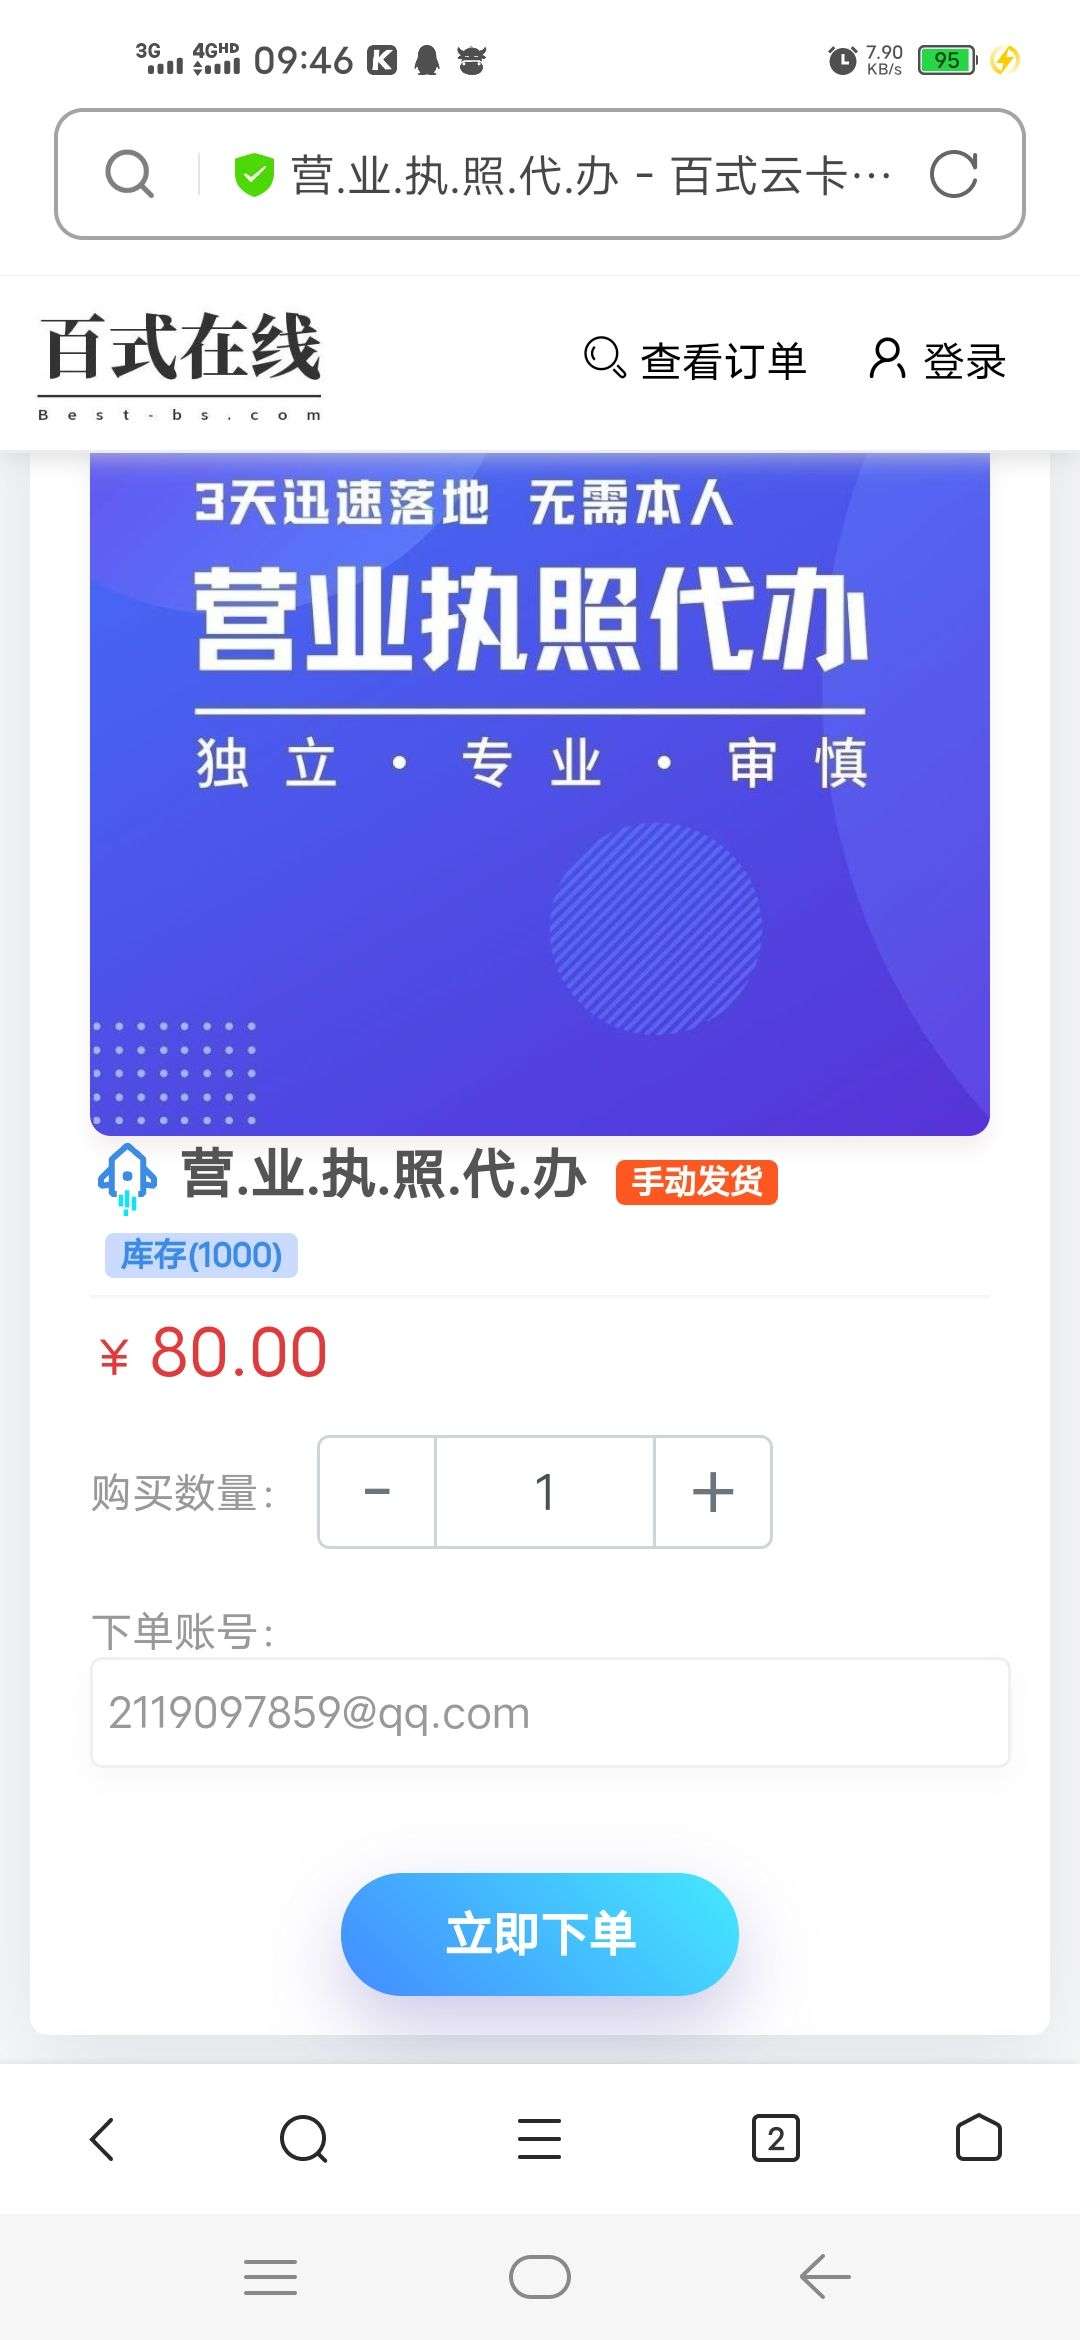 3G 4GHD 09:46 7.90 KB/s 95
营.业.执.照.代.办 - 百式云卡…
百式在线
Best-bs.com
查看订单 登录
3天迅速落地 无需本人
营业执照代办
独立·专业·审慎
营.业.执.照.代.办 手动发货
库存(1000)
¥ 80.00
购买数量: - 1 +
下单账号:
2119097859@qq.com
立即下单
2